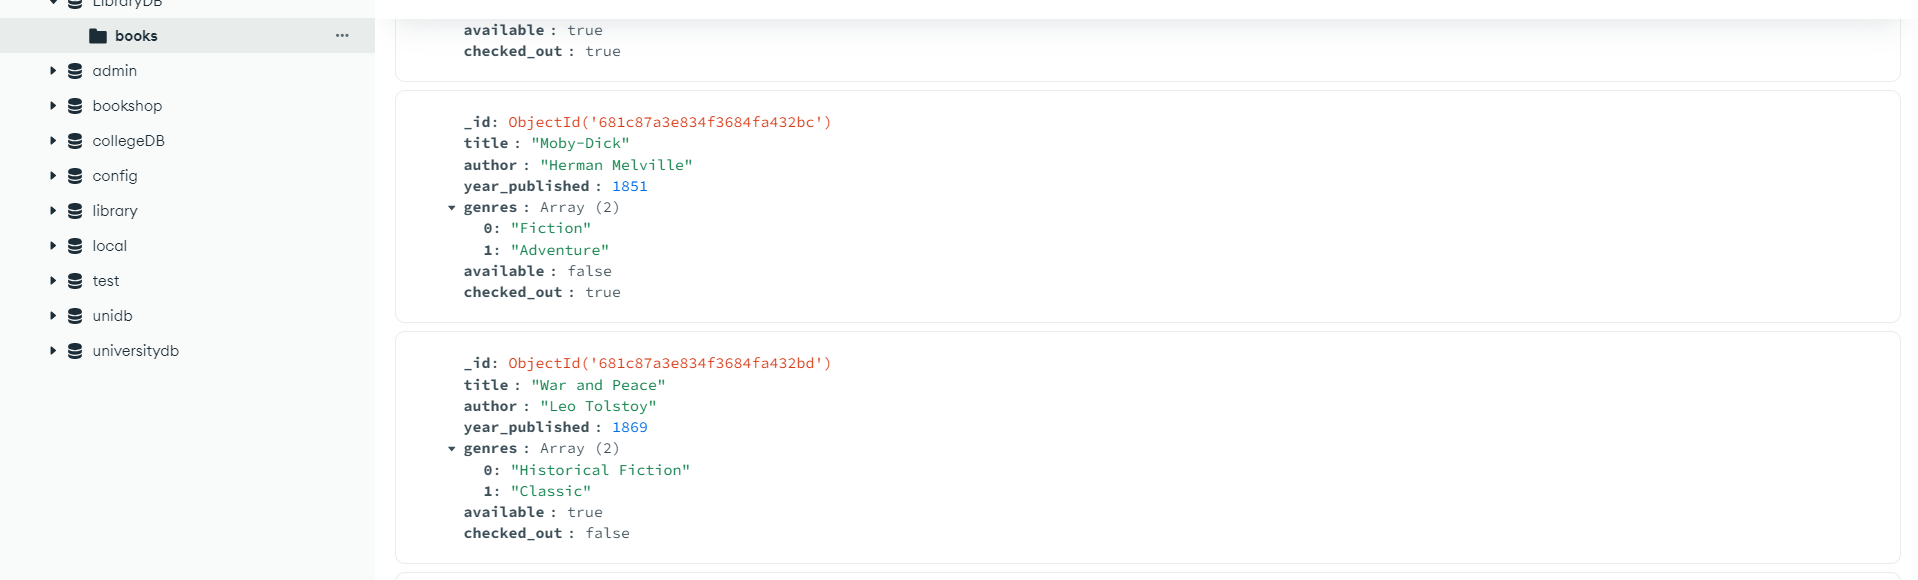 LibraryDB
books
admin
bookshop
collegeDB
config
library
local
test
unidb
universitydb
available : true
checked_out : true
_id: ObjectId('681c87a3e834f3684fa432bc')
title : "Moby-Dick"
author : "Herman Melville"
year_published : 1851
genres : Array (2)
0: "Fiction"
1: "Adventure"
available : false
checked_out : true
_id: ObjectId('681c87a3e834f3684fa432bd')
title : "War and Peace"
author : "Leo Tolstoy"
year_published : 1869
genres : Array (2)
0: "Historical Fiction"
1: "Classic"
available : true
checked_out : false